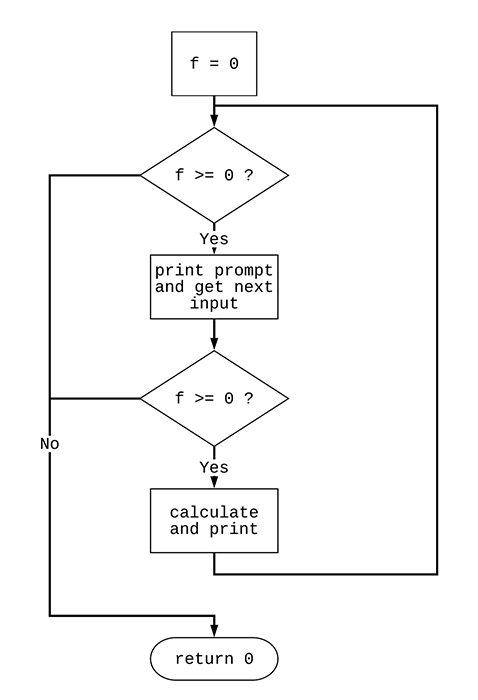 f = 0
f >= 0 ?
Yes
print prompt
and get next
input
f >= 0 ?
No
Yes
calculate
and print
return 0